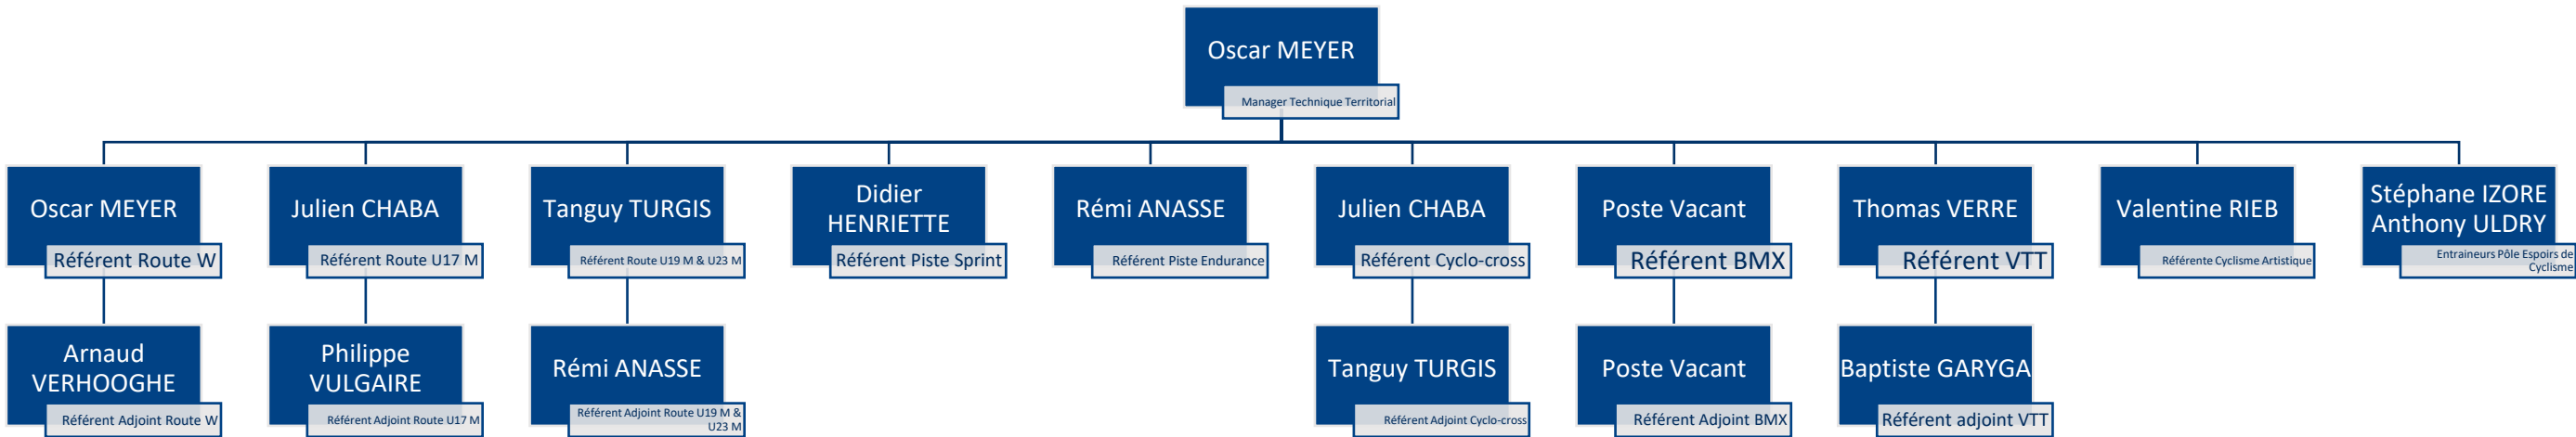 Oscar MEYER
Manager Technique Territorial
Oscar MEYER
Référent Route W
Julien CHABA
Référent Route U17 M
Tanguy TURGIS
Référent Route U19 M & U23 M
Didier
HENRIETTE
Référent Piste Sprint
Rémi ANASSE
Référent Piste Endurance
Julien CHABA
Référent Cyclo-cross
Poste Vacant
Référent BMX
Thomas VERRE
Référent VTT
Valentine RIEB
Référente Cyclisme Artistique
Stéphane IZORE
Anthony ULDRY
Entraineurs Pôle Espoirs de
Cyclisme
Arnaud
VERHOOGHE
Référent Adjoint Route W
Philippe
VULGAIRE
Référent Adjoint Route U17 M
Rémi ANASSE
Référent Adjoint Route U19 M &
U23 M
Tanguy TURGIS
Référent Adjoint Cyclo-cross
Poste Vacant
Référent Adjoint BMX
Baptiste GARYGA
Référent adjoint VTT